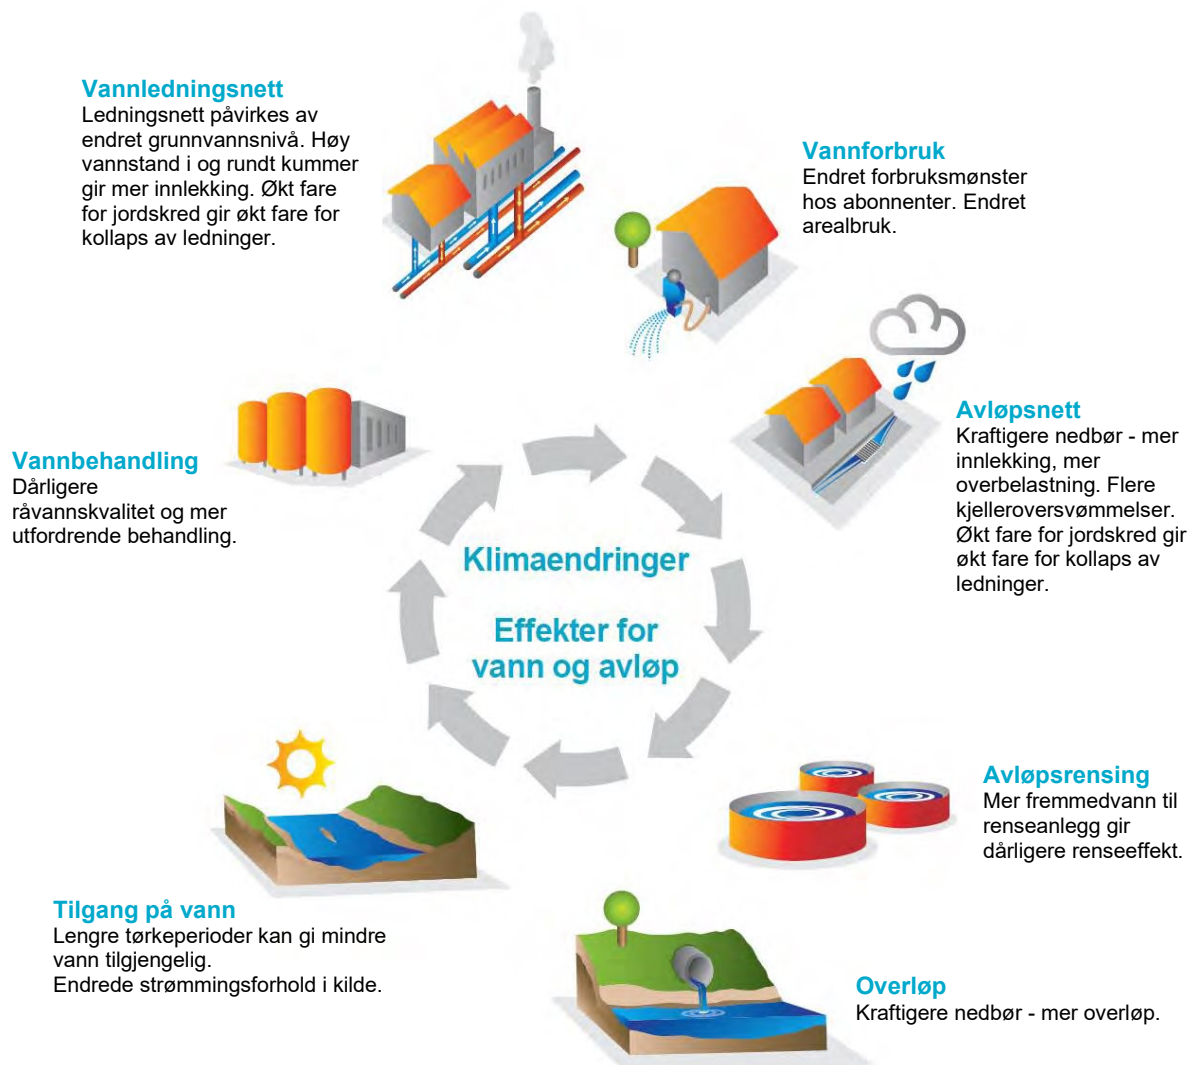 Vannledningsnett
Ledningsnett påvirkes av
endret grunnvannsnivå. Høy
vannstand i og rundt kummer
gir mer innlekking. Økt fare
for jordskred gir økt fare for
kollaps av ledninger.
Vannforbruk
Endret forbruksmønster
hos abonnenter. Endret
arealbruk.
Avløpsnett
Kraftigere nedbør - mer
innlekking, mer
overbelastning. Flere
kjelleroversvømmelser.
Økt fare for jordskred gir
økt fare for kollaps av
ledninger.
Vannbehandling
Dårligere
råvannskvalitet og mer
utfordrende behandling.
Klimaendringer
Effekter for
vann og avløp
Avløpsrensing
Mer fremmedvann til
renseanlegg gir
dårligere renseeffekt.
Tilgang på vann
Lengre tørkeperioder kan gi mindre
vann tilgjengelig.
Endrede strømmingsforhold i kilde.
Overløp
Kraftigere nedbør - mer overløp.